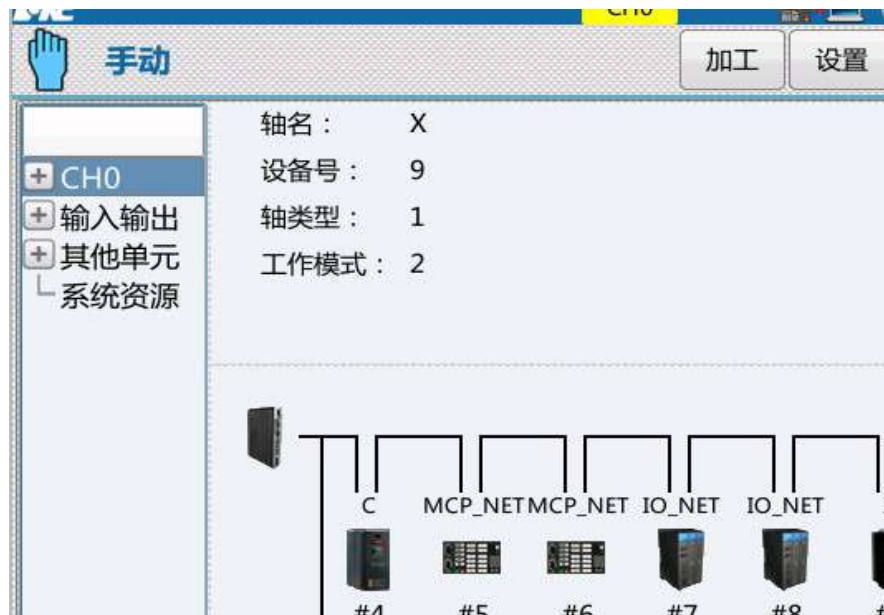 CH0
手动
加工 设置
轴名： X
设备号： 9
轴类型： 1
工作模式： 2
CH0
输入输出
其他单元
系统资源
C MCP_NET MCP_NET IO_NET IO_NET
#4 #5 #6 #7 #8